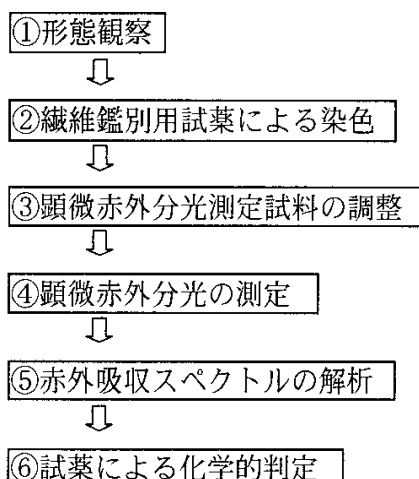 ①形態観察
②繊維鑑別用試薬による染色
③顕微赤外分光測定試料の調整
④顕微赤外分光の測定
⑤赤外吸収スペクトルの解析
⑥試薬による化学的判定